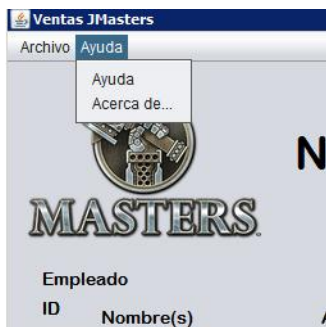 Ventas JMasters
Archivo Ayuda
Ayuda
Acerca de...
N
MASTERS
Empleado
ID Nombre(s)